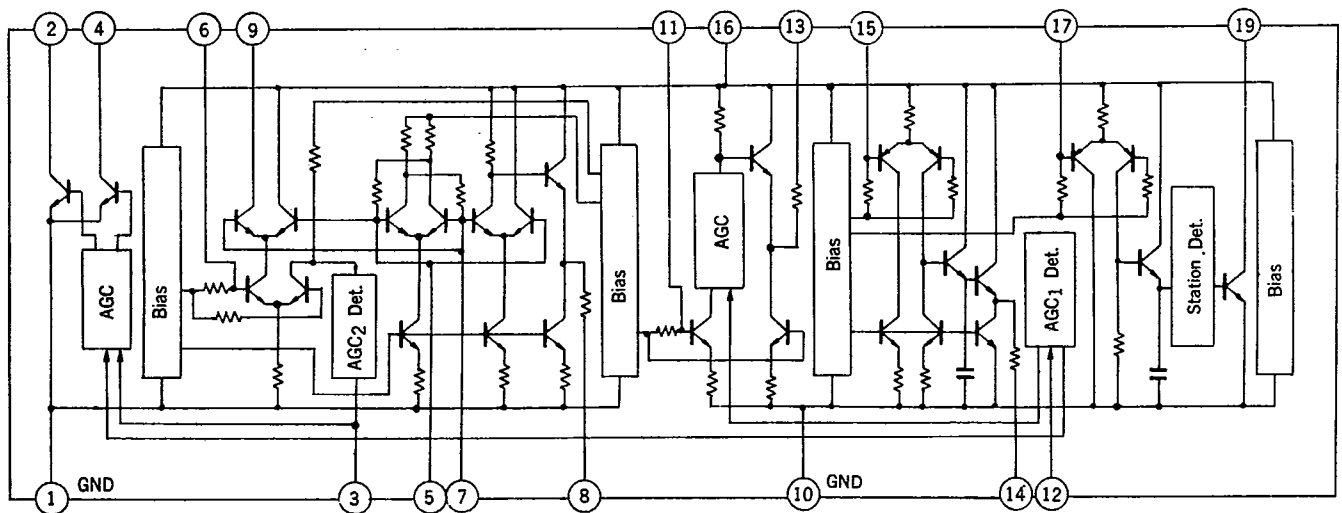 2 4 6 9 11 16 13 15 17 19
AGC
Bias
AGC2 Det.
Bias
AGC
Bias
AGC1 Det.
Station Det.
Bias
1 GND 3 5 7 8 10 GND 14 12